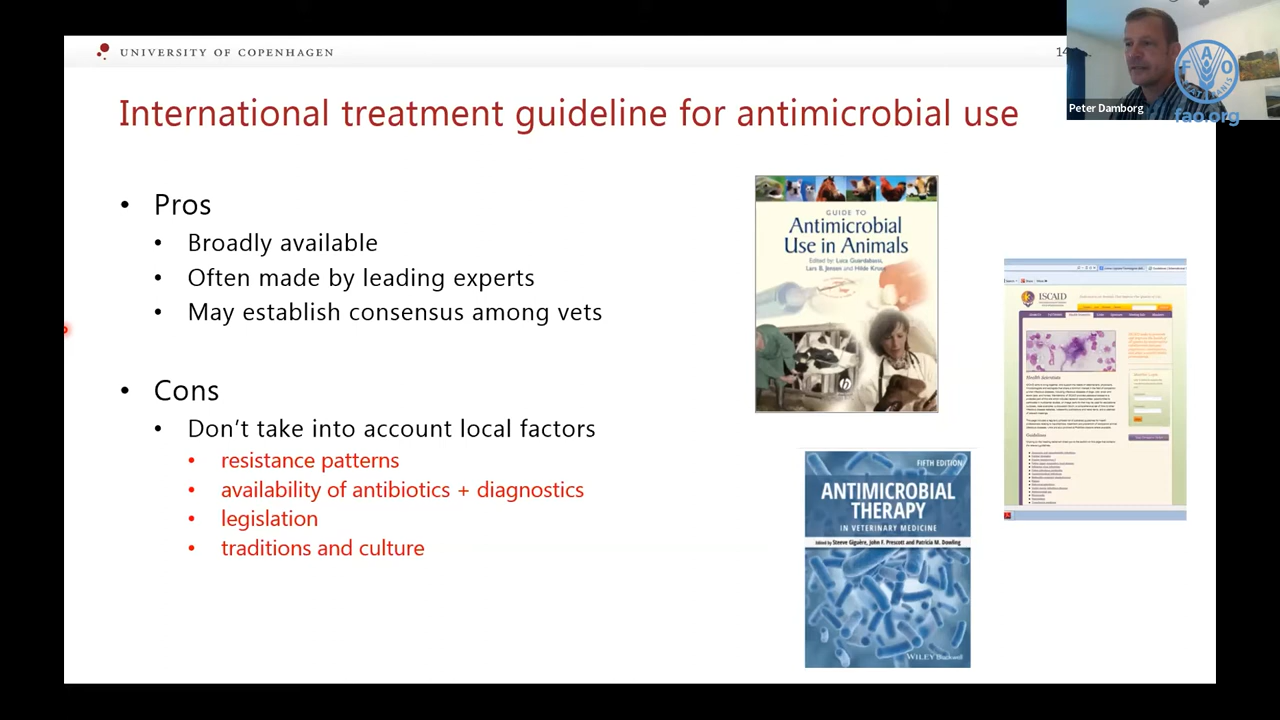 UNIVERSITY OF COPENHAGEN
Peter Damborg
FAO
fao.org
International treatment guideline for antimicrobial use
• Pros
• Broadly available
• Often made by leading experts
• May establish consensus among vets
• Cons
• Don't take into account local factors
• resistance patterns
• availability of antibiotics + diagnostics
• legislation
• traditions and culture
GUIDE TO
Antimicrobial
Use in Animals
Edited by: Luca Guardabassi,
Lars B. Jensen and Hilde Kruse
ISCAID
Guidelines
FIFTH EDITION
ANTIMICROBIAL
THERAPY
IN VETERINARY MEDICINE
Edited by Steeve Giguère, John F. Prescott and Patricia M. Dowling
WILEY Blackwell